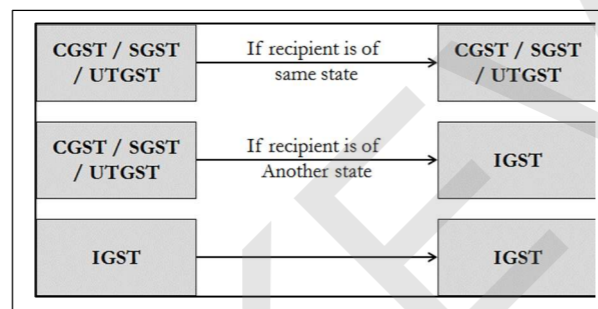 CGST / SGST
/ UTGST
If recipient is of
same state
CGST / SGST
/ UTGST
CGST / SGST
/ UTGST
If recipient is of
Another state
IGST
IGST
IGST